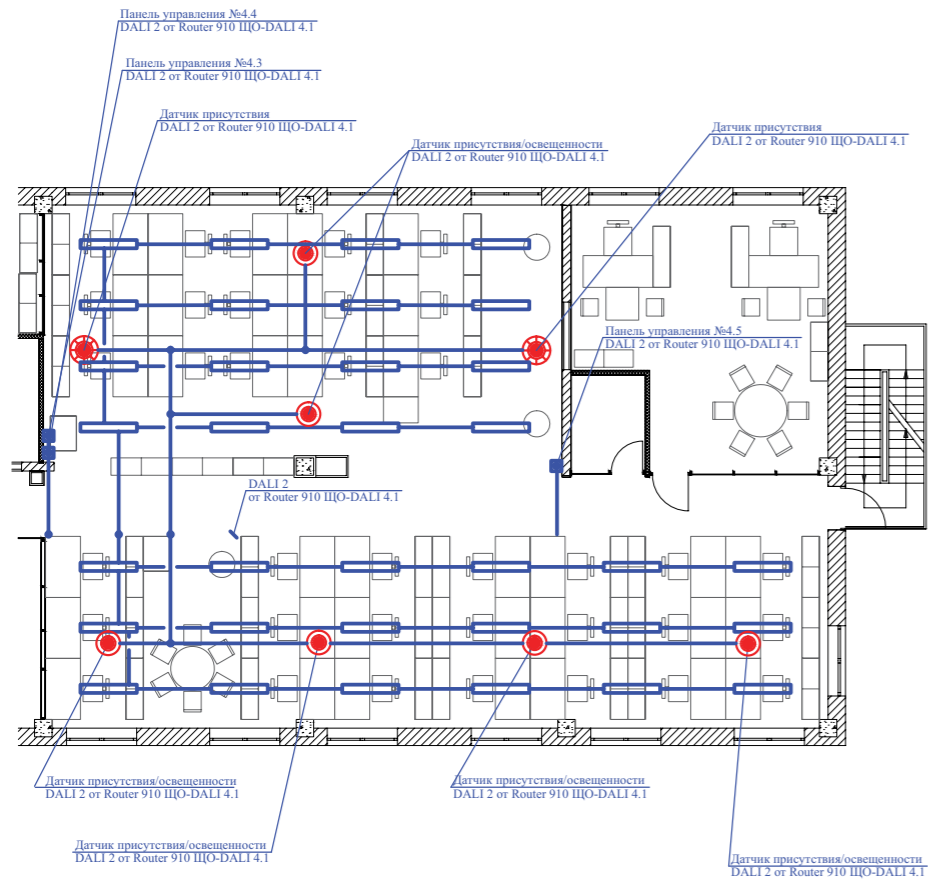 Панель управления №4.4
DALI 2 от Router 910 ЩО-DALI 4.1
Панель управления №4.3
DALI 2 от Router 910 ЩО-DALI 4.1
Датчик присутствия
DALI 2 от Router 910 ЩО-DALI 4.1
Датчик присутствия/освещенности
DALI 2 от Router 910 ЩО-DALI 4.1
Датчик присутствия
DALI 2 от Router 910 ЩО-DALI 4.1
Панель управления №4.5
DALI 2 от Router 910 ЩО-DALI 4.1
DALI 2
от Router 910 ЩО-DALI 4.1
Датчик присутствия/освещенности
DALI 2 от Router 910 ЩО-DALI 4.1
Датчик присутствия/освещенности
DALI 2 от Router 910 ЩО-DALI 4.1
Датчик присутствия/освещенности
DALI 2 от Router 910 ЩО-DALI 4.1
Датчик присутствия/освещенности
DALI 2 от Router 910 ЩО-DALI 4.1